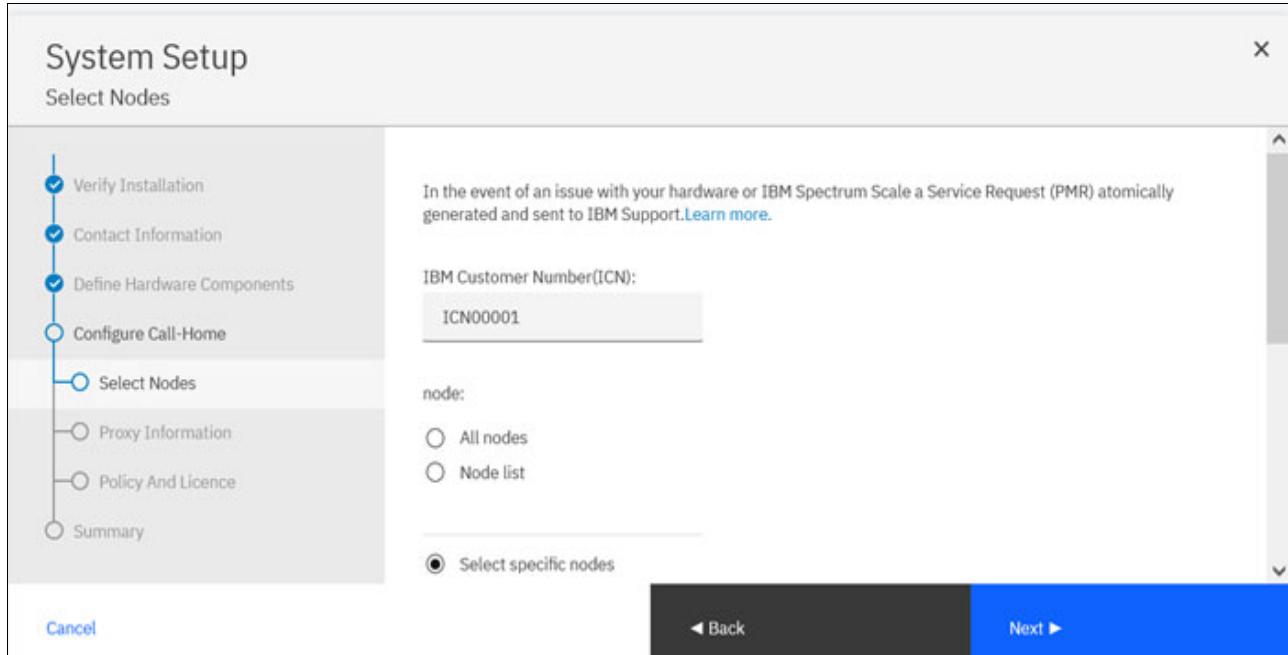 System Setup
Select Nodes
Verify Installation
Contact Information
Define Hardware Components
Configure Call-Home
Select Nodes
Proxy Information
Policy And Licence
Summary
In the event of an issue with your hardware or IBM Spectrum Scale a Service Request (PMR) atomically
generated and sent to IBM Support.Learn more.
IBM Customer Number(ICN):
ICN00001
node:
All nodes
Node list
Select specific nodes
Cancel
Back
Next